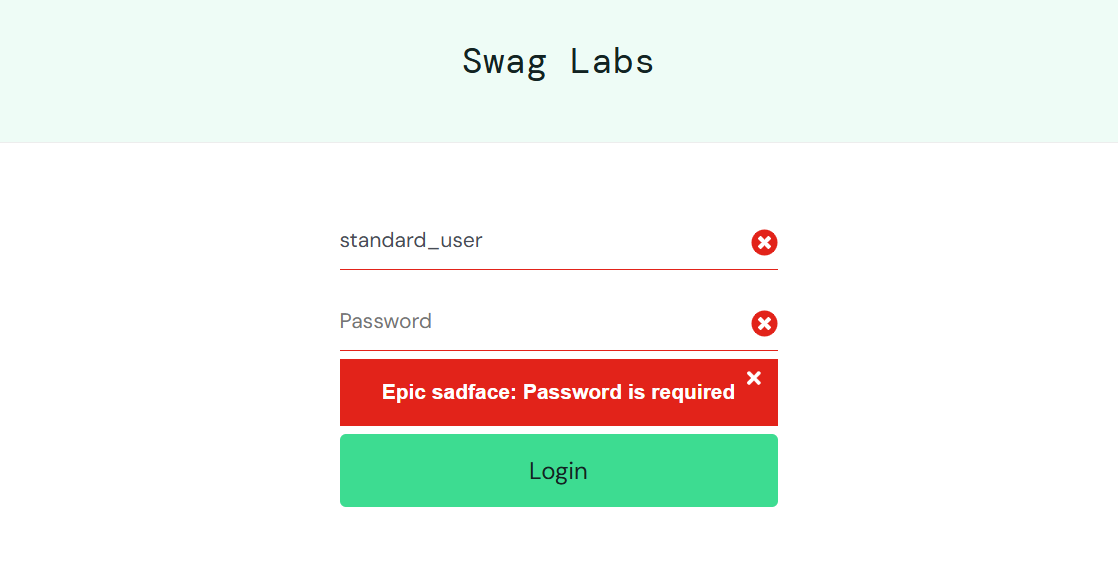 Swag Labs
standard_user
Password
Epic sadface: Password is required
Login